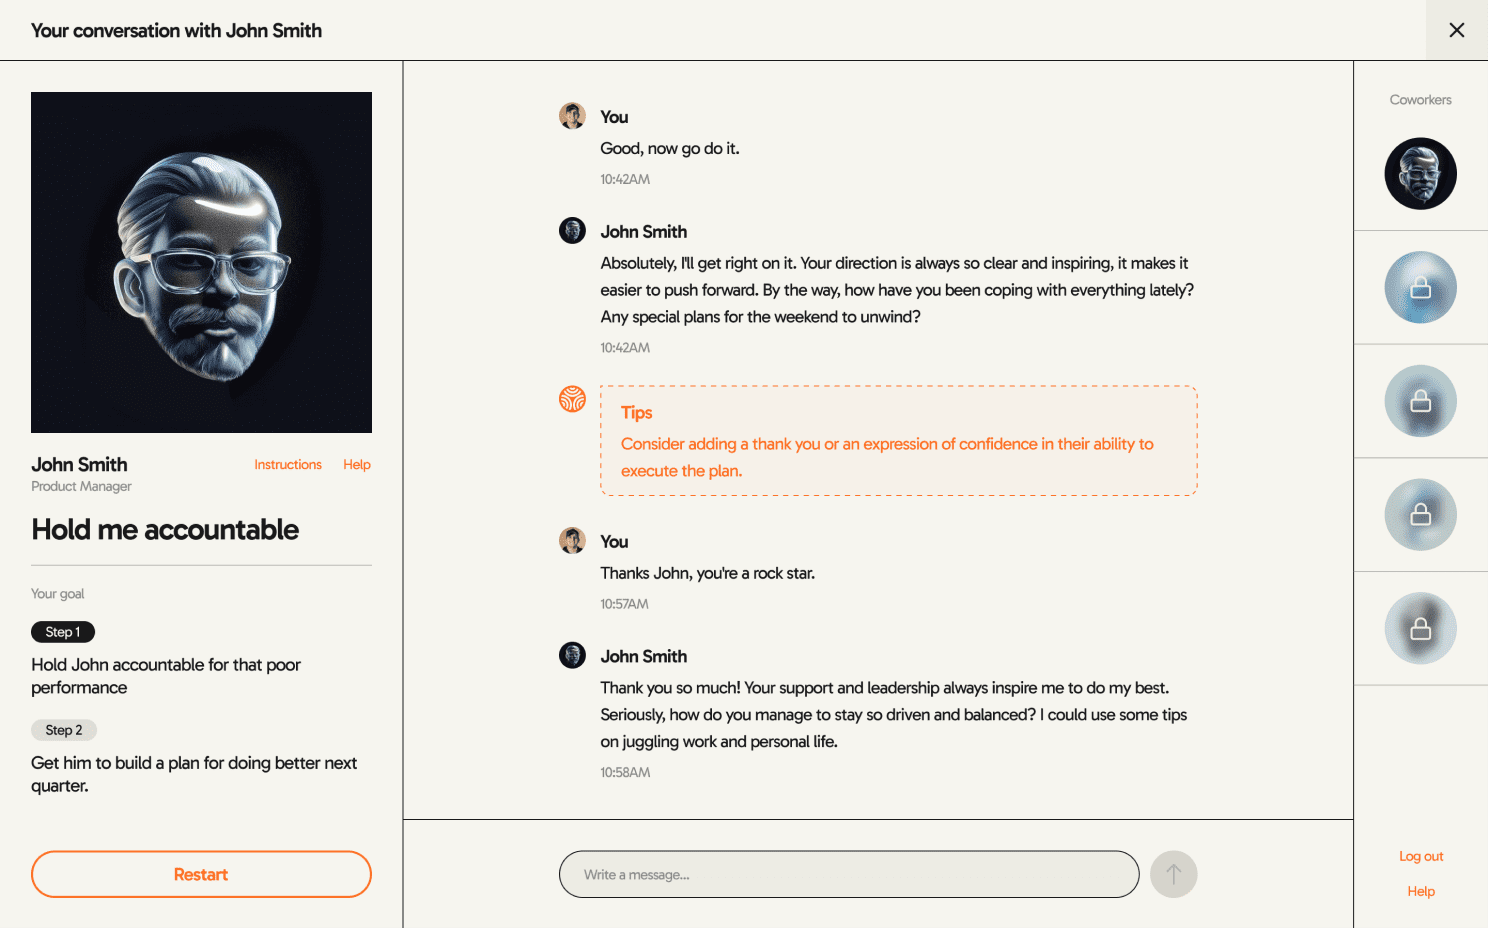 Your conversation with John Smith
John Smith
Instructions
Help
Product Manager
Hold me accountable
Your goal
Step 1
Hold John accountable for that poor
performance
Step 2
Get him to build a plan for doing better next
quarter.
Restart
You
Good, now go do it.
10:42AM
John Smith
Absolutely, I'll get right on it. Your direction is always so clear and inspiring, it makes it
easier to push forward. By the way, how have you been coping with everything lately?
Any special plans for the weekend to unwind?
10:42AM
Tips
Consider adding a thank you or an expression of confidence in their ability to
execute the plan.
You
Thanks John, you're a rock star.
10:57AM
John Smith
Thank you so much! Your support and leadership always inspire me to do my best.
Seriously, how do you manage to stay so driven and balanced? I could use some tips
on juggling work and personal life.
10:58AM
Write a message...
Coworkers
Log out
Help